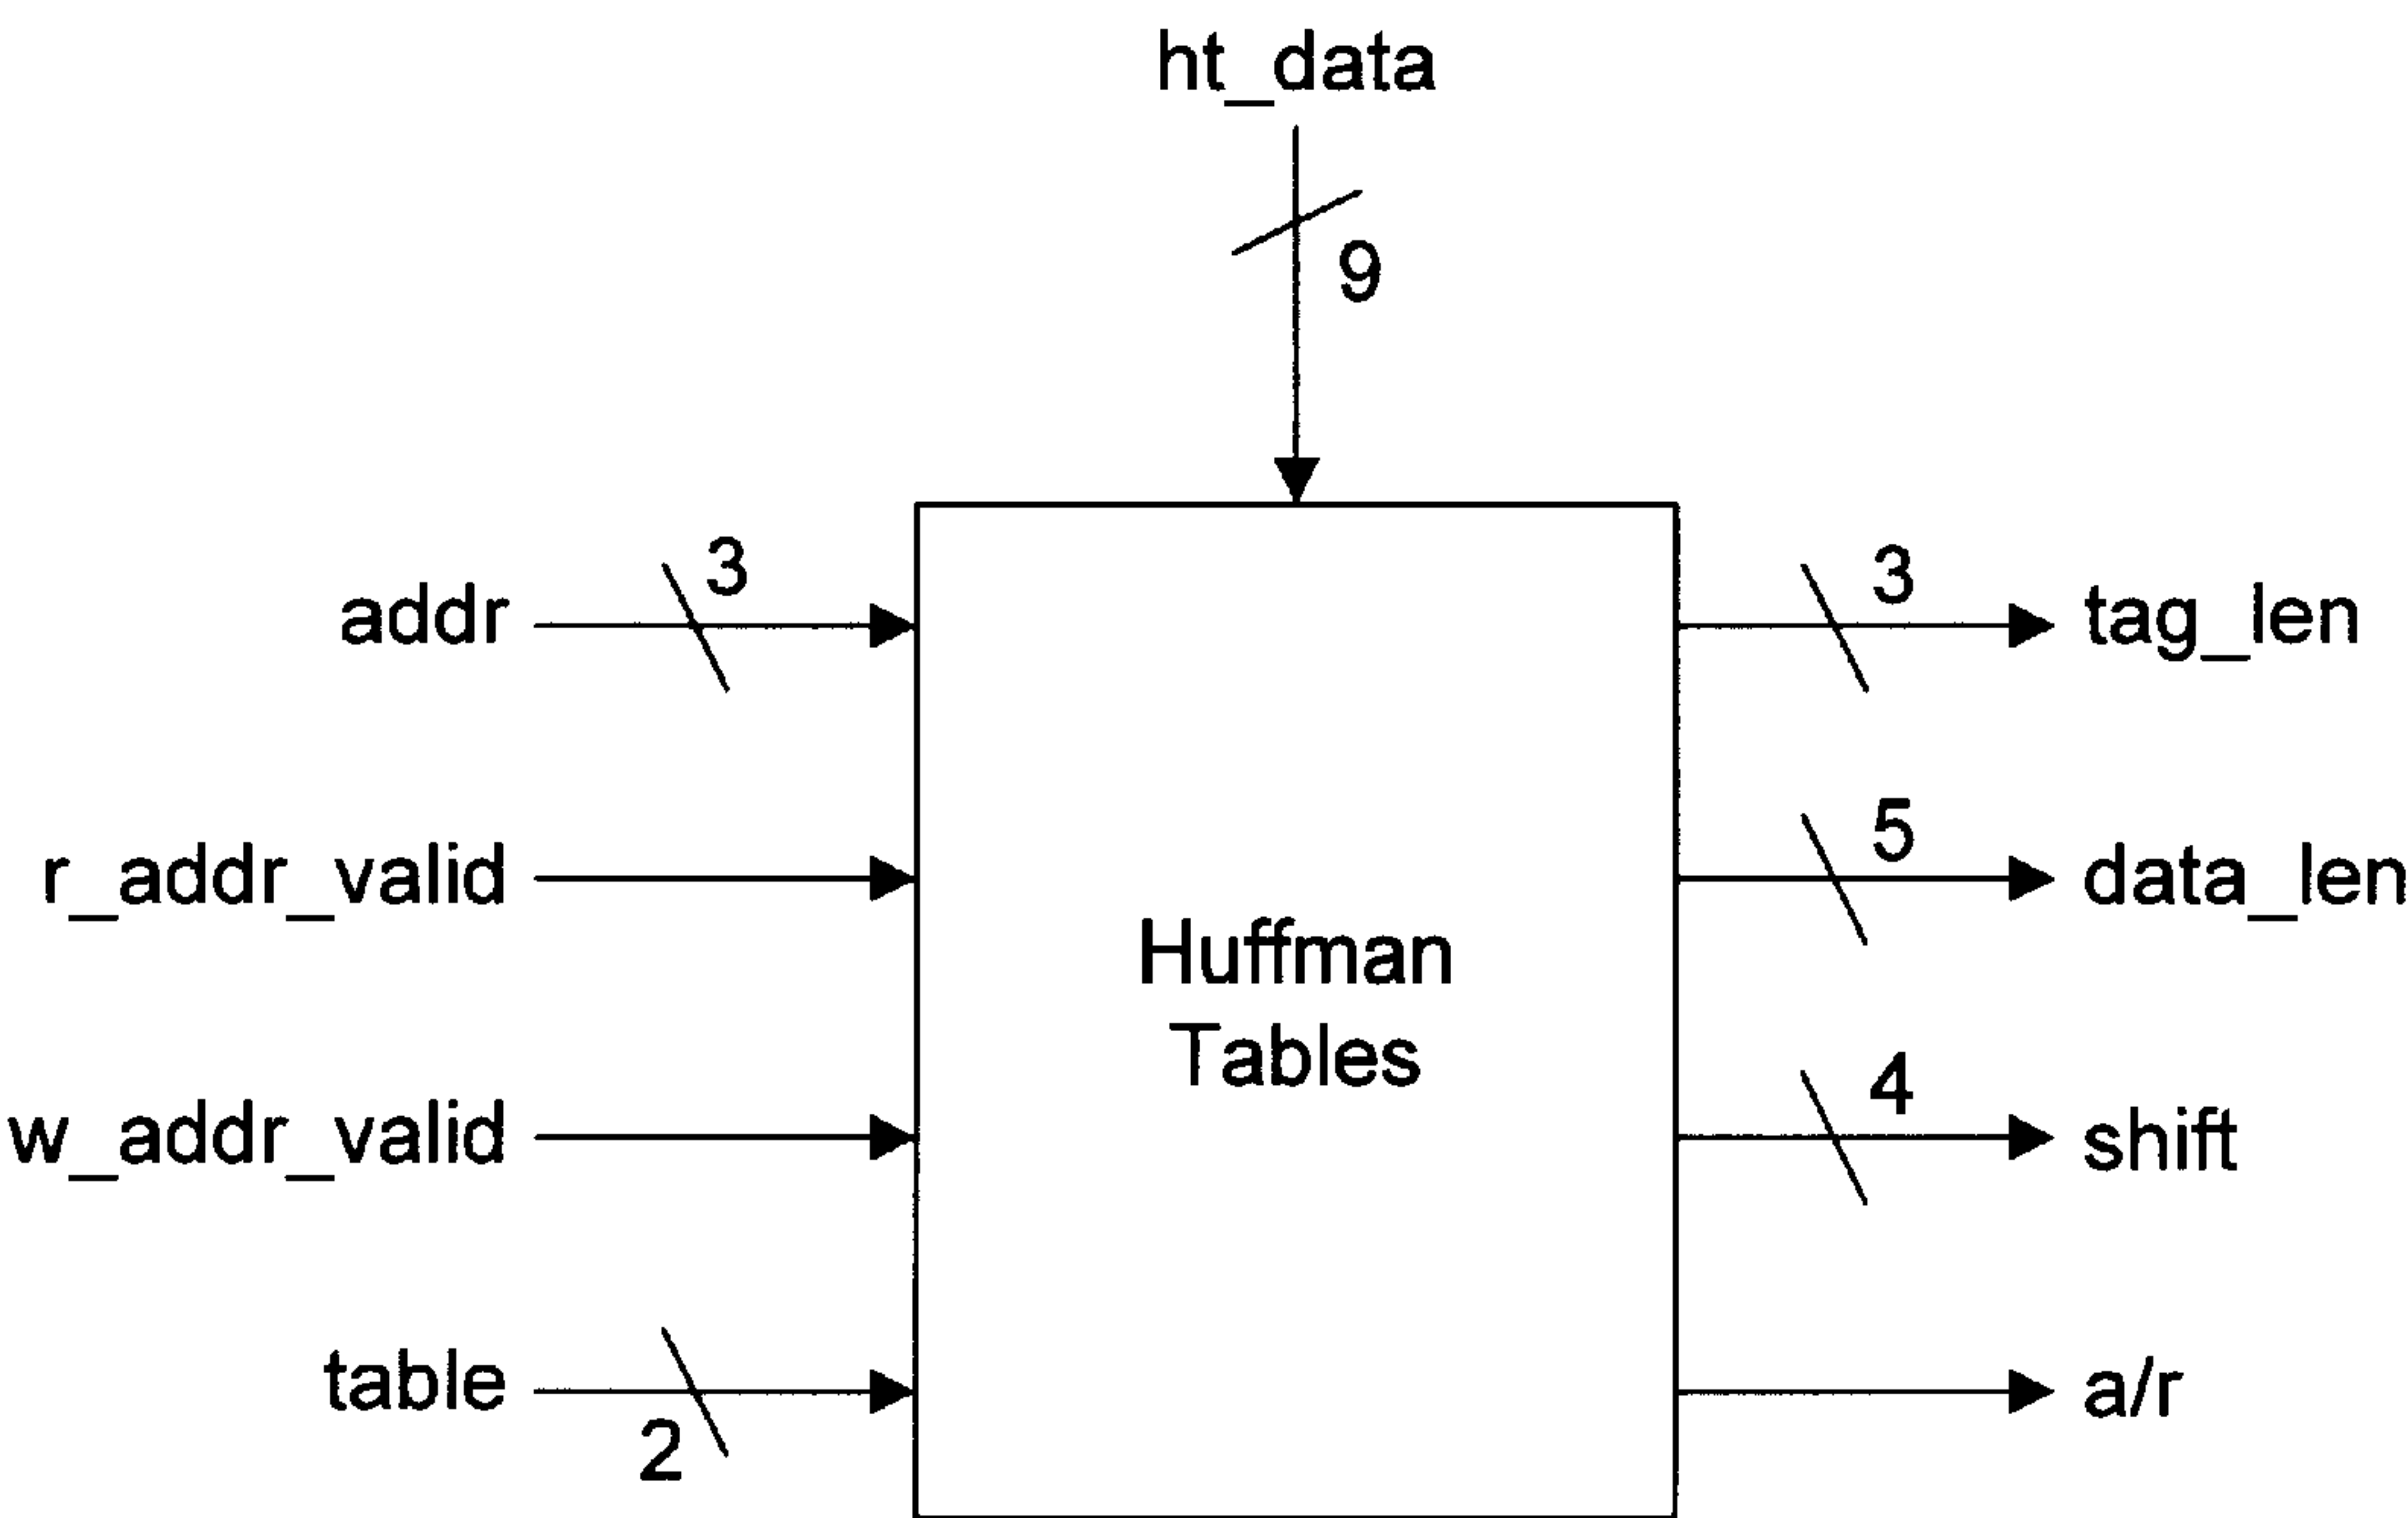 ht_data
9
addr
3
3
tag_len
r_addr_valid
5
data_len
Huffman
Tables
w_addr_valid
4
shift
table
2
a/r